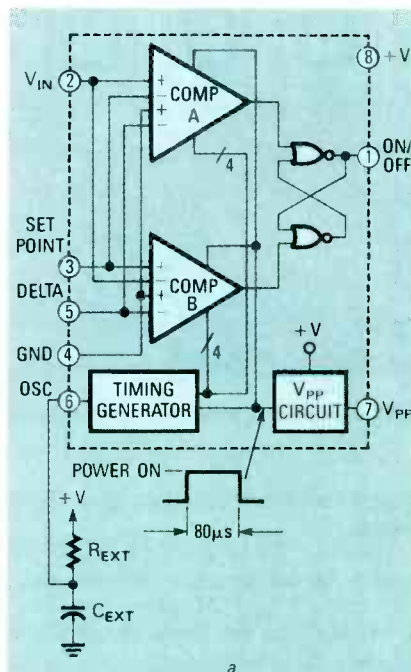 8 +V
V_IN 2
COMP A
+
−
+
−
4
1 ON/OFF
SET POINT
3
DELTA
5
COMP B
+
−
+
−
4
GND
4
+V
OSC
6
TIMING GENERATOR
V_PP CIRCUIT
7 V_PP
POWER ON
+V
80μs
R_EXT
C_EXT
a